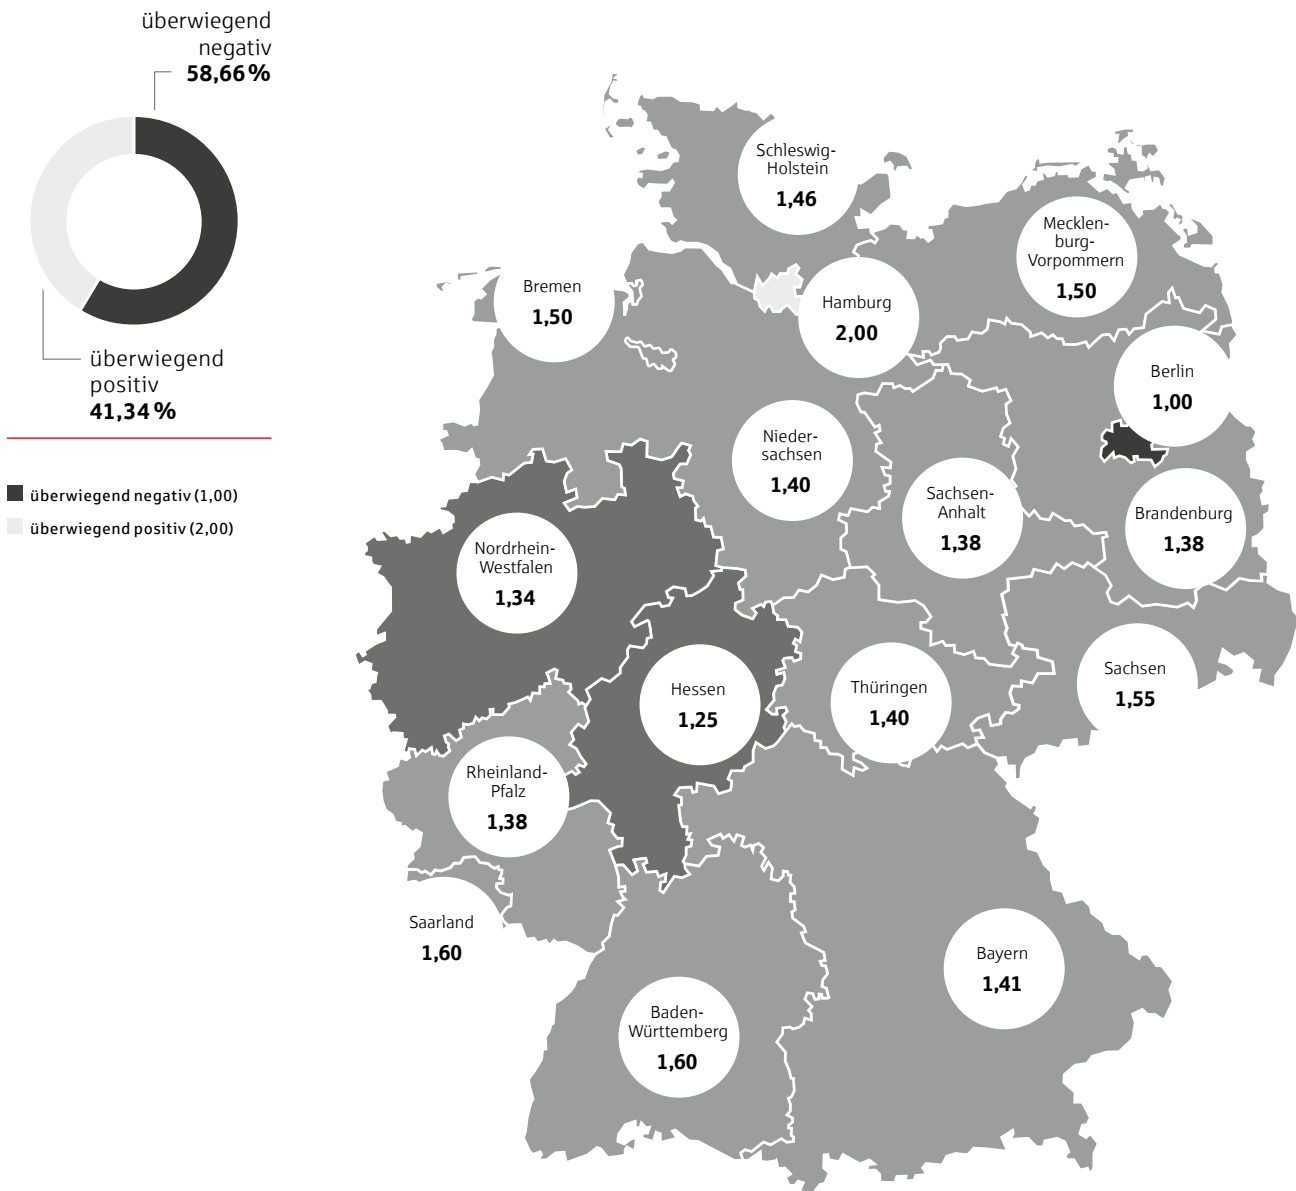 überwiegend
negativ
58,66 %
überwiegend
positiv
41,34 %
überwiegend negativ (1,00)
überwiegend positiv (2,00)
Schleswig-
Holstein
1,46
Mecklen-
burg-
Vorpommern
1,50
Bremen
1,50
Hamburg
2,00
Berlin
1,00
Nieder-
sachsen
1,40
Sachsen-
Anhalt
1,38
Brandenburg
1,38
Nordrhein-
Westfalen
1,34
Hessen
1,25
Thüringen
1,40
Sachsen
1,55
Rheinland-
Pfalz
1,38
Saarland
1,60
Bayern
1,41
Baden-
Württemberg
1,60